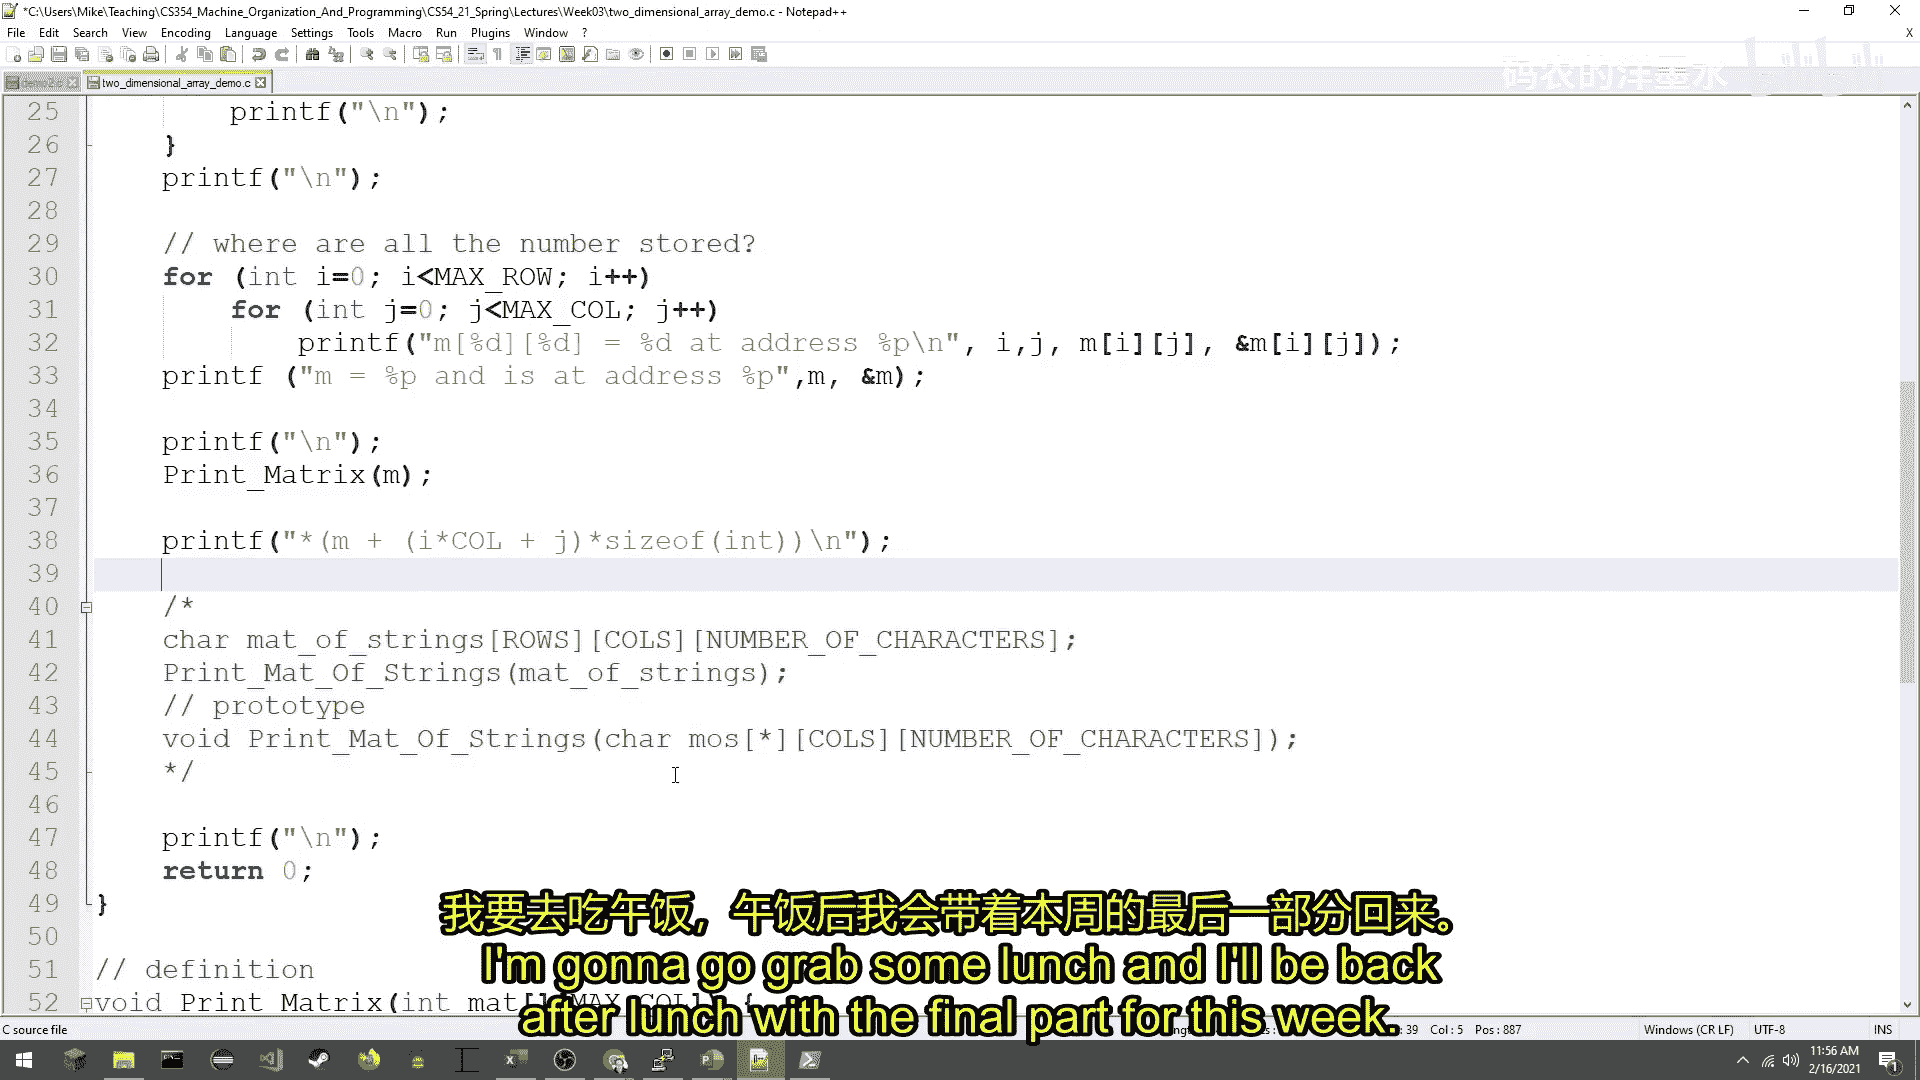 *C:\Users\Mike\Teaching\CS354_Machine_Organization_And_Programming\CS54_21_Spring\Lectures\Week03\two_dimensional_array_demo.c - Notepad++
File Edit Search View Encoding Language Settings Tools Macro Run Plugins Window ? X
码农的洋墨水
two_dimensional_array_demo.c
25 printf("\n");
26 }
27 printf("\n");
28
29 // where are all the number stored?
30 for (int i=0; i<MAX_ROW; i++)
31 for (int j=0; j<MAX_COL; j++)
32 printf("m[%d][%d] = %d at address %p\n", i,j, m[i][j], &m[i][j]);
33 printf ("m = %p and is at address %p",m, &m);
34
35 printf("\n");
36 Print_Matrix(m);
37
38 printf("*(m + (i*COL + j)*sizeof(int))\n");
39
40 /*
41 char mat_of_strings[ROWS][COLS][NUMBER_OF_CHARACTERS];
42 Print_Mat_Of_Strings(mat_of_strings);
43 // prototype
44 void Print_Mat_Of_Strings(char mos[*][COLS][NUMBER_OF_CHARACTERS]);
45 */
46
47 printf("\n");
48 return 0;
49 }
50
51 // definition
52 void Print_Matrix(int mat[][MAX_COL]) {
我要去吃午饭，午饭后我会带着本周的最后一部分回来。
I'm gonna go grab some lunch and I'll be back
after lunch with the final part for this week.
C source file : 39 Col : 5 Pos : 887 Windows (CR LF) UTF-8 INS
11:56 AM
2/16/2021